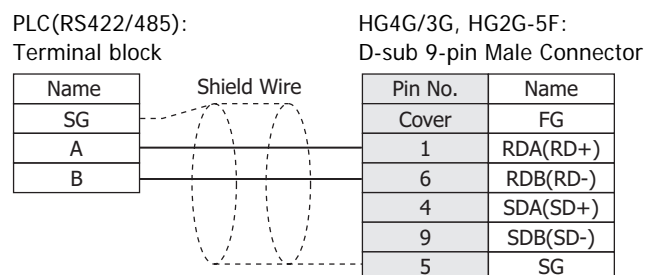 PLC(RS422/485): HG4G/3G, HG2G-5F:
Terminal block D-sub 9-pin Male Connector
Name Shield Wire Pin No. Name
SG Cover FG
A 1 RDA(RD+)
B 6 RDB(RD-)
4 SDA(SD+)
9 SDB(SD-)
5 SG